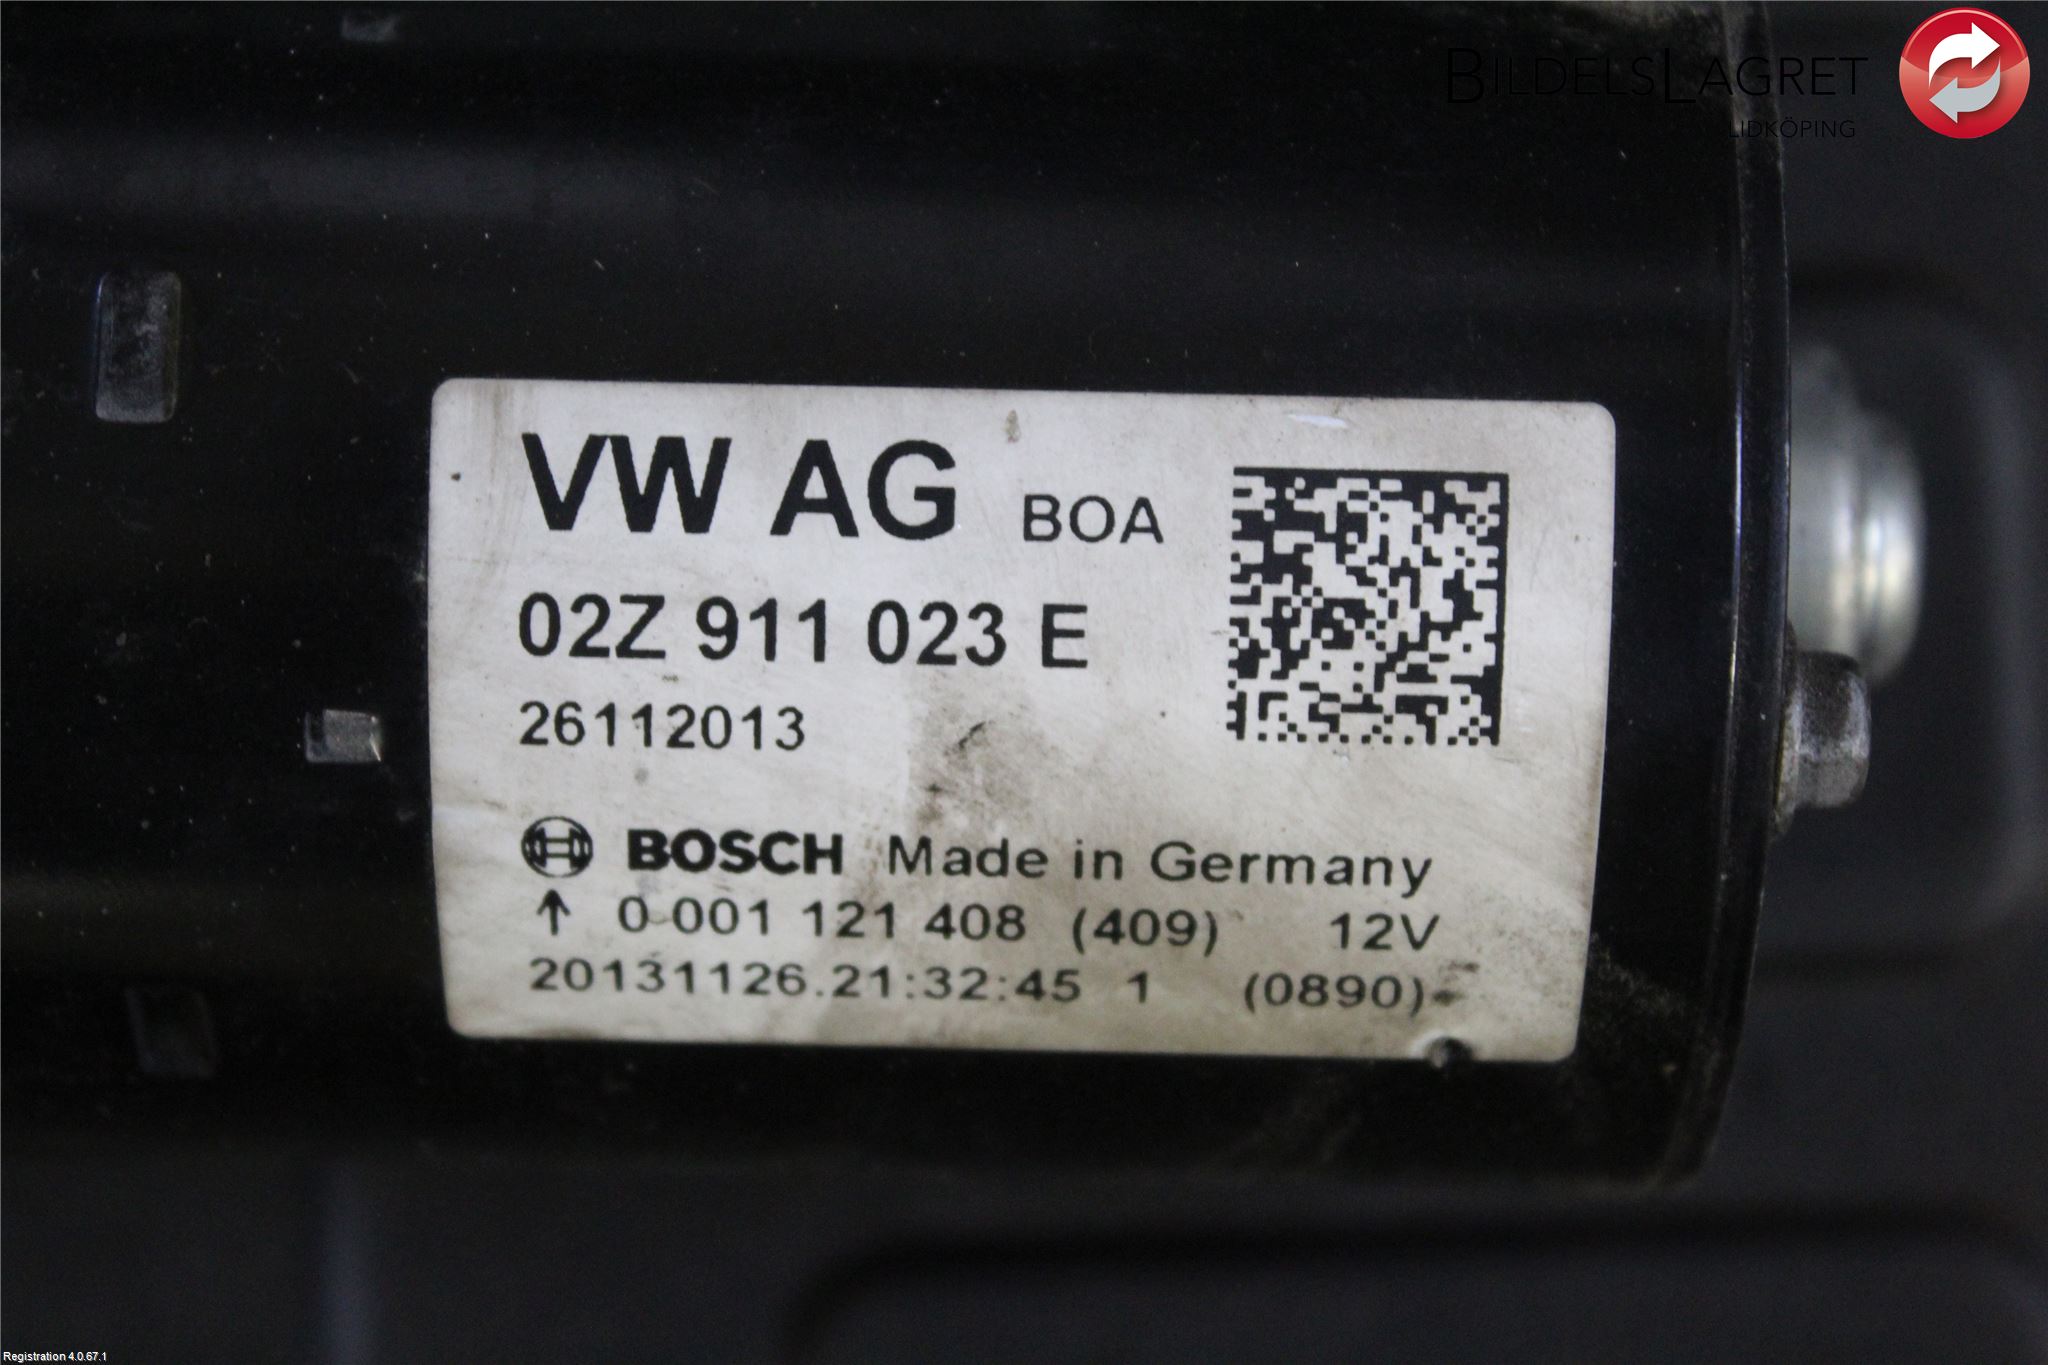 BILDELSLAGRET
LIDKÖPING
VW AG BOA
02Z 911 023 E
26112013
BOSCH Made in Germany
↑ 0 001 121 408 (409) 12V
20131126.21:32:45 1 (0890)
Registration 4.0.67.1